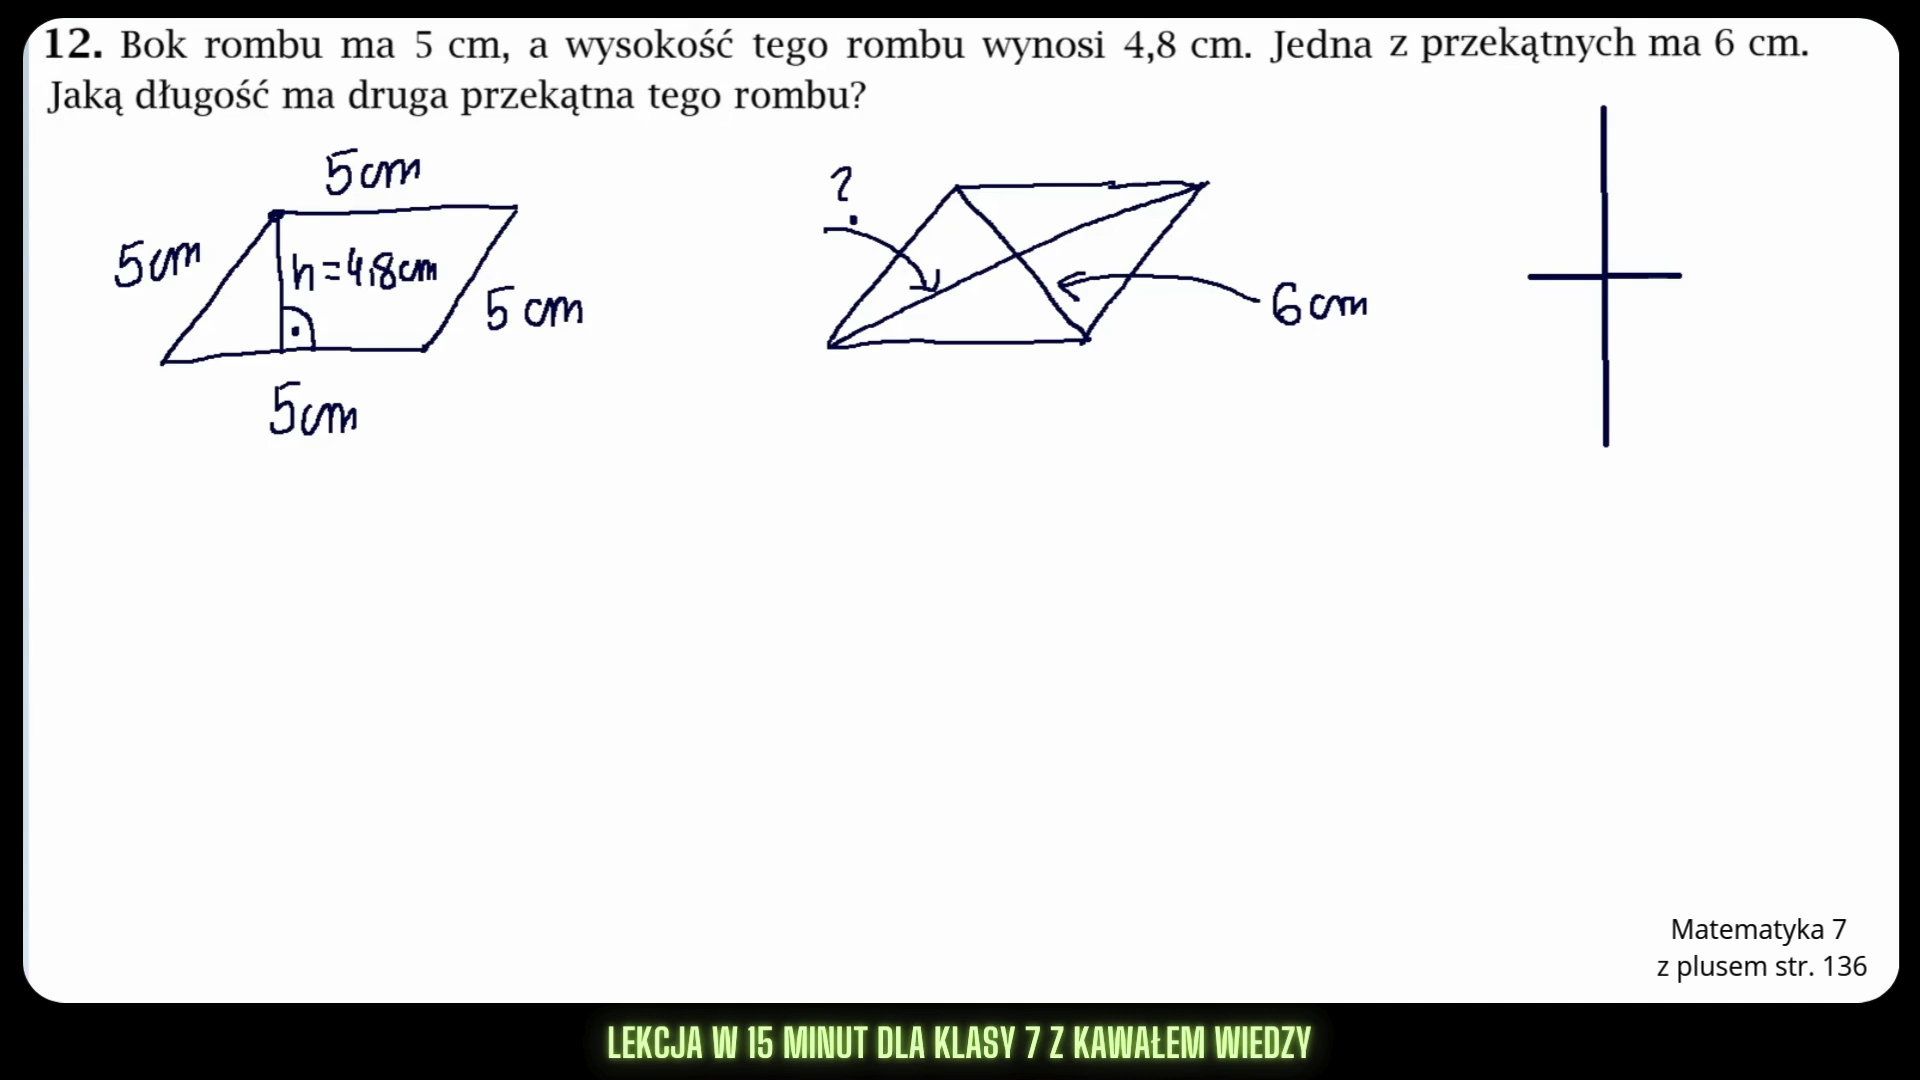 12. Bok rombu ma 5 cm, a wysokość tego rombu wynosi 4,8 cm. Jedna z przekątnych ma 6 cm.
Jaką długość ma druga przekątna tego rombu?
5cm
5cm
h=4,8cm
5cm
5cm
?
6cm
Matematyka 7
z plusem str. 136
LEKCJA W 15 MINUT DLA KLASY 7 Z KAWAŁEM WIEDZY